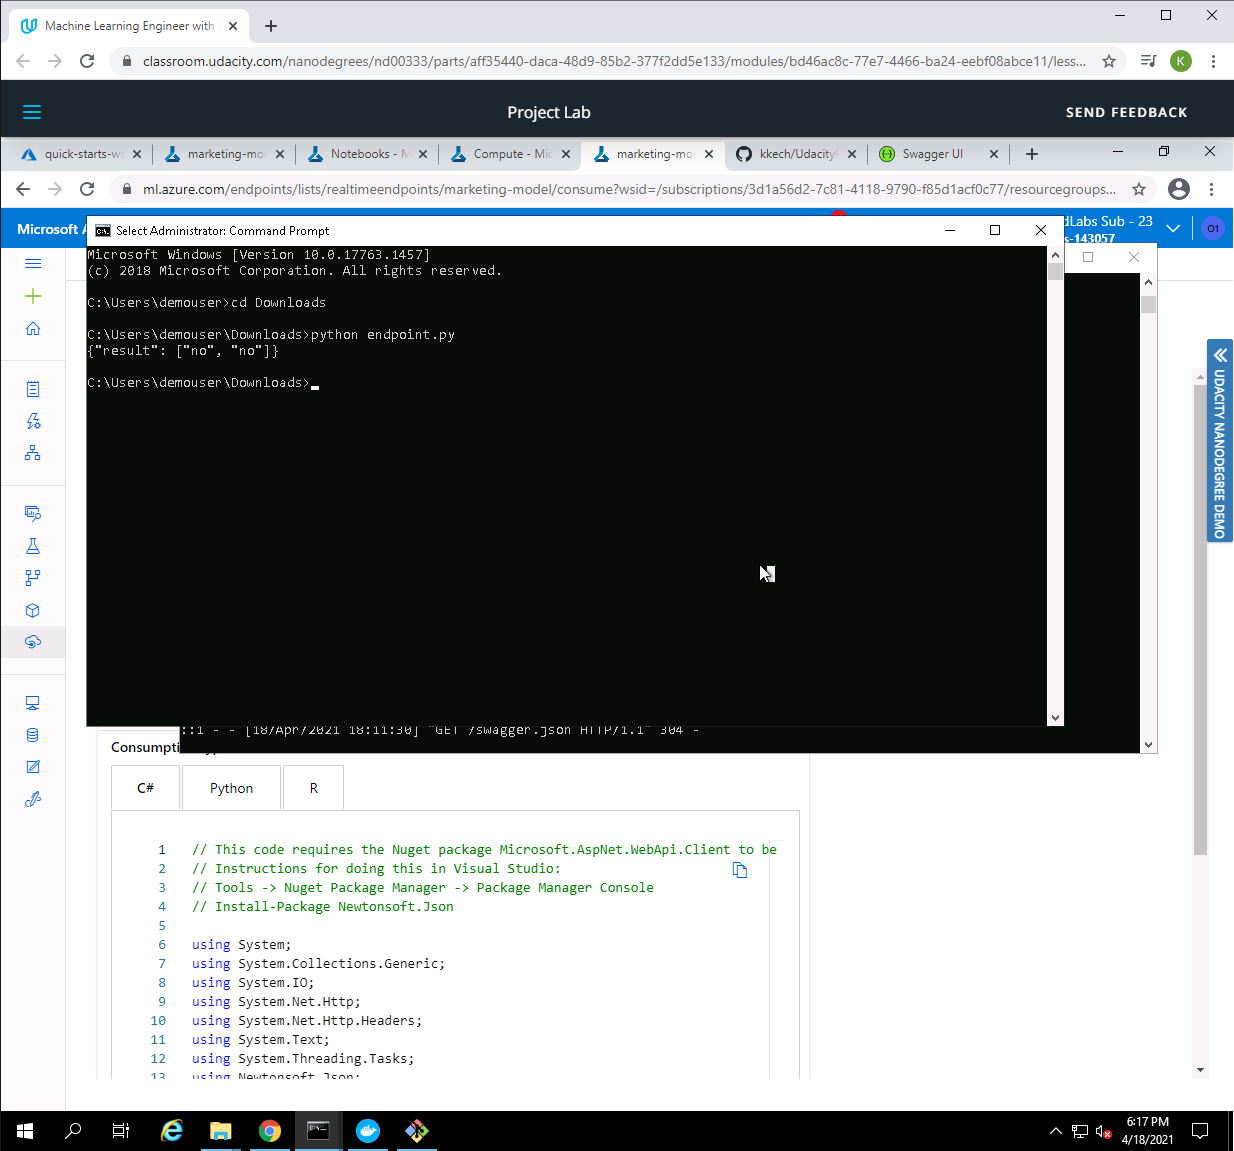 Machine Learning Engineer with
classroom.udacity.com/nanodegrees/nd00333/parts/aff35440-daca-48d9-85b2-377f2dd5e133/modules/bd46ac8c-77e7-4466-ba24-eebf08abce11/less...
K
Project Lab
SEND FEEDBACK
quick-starts-ws
marketing-mod
Notebooks - M
Compute - Mic
marketing-mod
kkech/Udacity
Swagger UI
ml.azure.com/endpoints/lists/realtimeendpoints/marketing-model/consume?wsid=/subscriptions/3d1a56d2-7c81-4118-9790-f85d1acf0c77/resourcegroups...
Microsoft
dLabs Sub - 23
s-143057
O1
Select Administrator: Command Prompt
Microsoft Windows [Version 10.0.17763.1457]
(c) 2018 Microsoft Corporation. All rights reserved.
C:\Users\demouser>cd Downloads
C:\Users\demouser\Downloads>python endpoint.py
{"result": ["no", "no"]}
C:\Users\demouser\Downloads>
UDACITY NANODEGREE DEMO
::1 - - [18/Apr/2021 18:11:30] "GET /swagger.json HTTP/1.1" 304 -
Consumpti
C#
Python
R
1 // This code requires the Nuget package Microsoft.AspNet.WebApi.Client to be
2 // Instructions for doing this in Visual Studio:
3 // Tools -> Nuget Package Manager -> Package Manager Console
4 // Install-Package Newtonsoft.Json
5
6 using System;
7 using System.Collections.Generic;
8 using System.IO;
9 using System.Net.Http;
10 using System.Net.Http.Headers;
11 using System.Text;
12 using System.Threading.Tasks;
13 using Newtonsoft.Json;
6:17 PM
4/18/2021